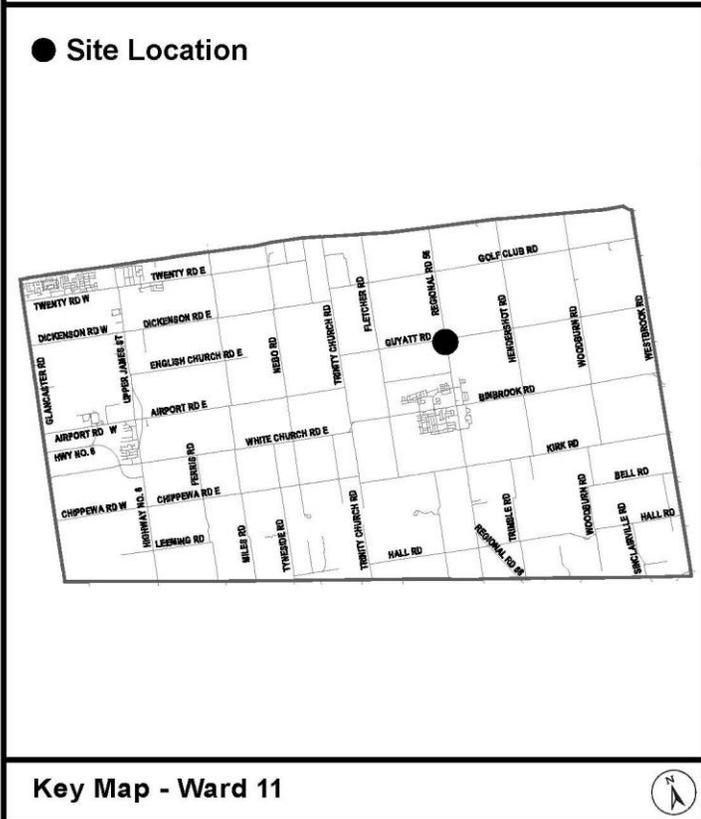 Site Location
TWENTY RD W
TWENTY RD E
GOLF CLUB RD
REGIONAL RD 56
FLETCHER RD
DICKENSON RD W
DICKENSON RD E
TRINITY CHURCH RD
GUYATT RD
HENDERSHOT RD
WOODBURN RD
WESTBROOK RD
GLANCASTER RD
UPPER JAMES ST
ENGLISH CHURCH RD E
NEBO RD
AIRPORT RD E
BINBROOK RD
AIRPORT RD W
HWY NO. 6
WHITE CHURCH RD E
FERRIS RD
KIRK RD
BELL RD
CHIPPEWA RD W
CHIPPEWA RD E
HIGHWAY NO. 6
LEEMING RD
MILES RD
TYNESIDE RD
TRINITY CHURCH RD
HALL RD
REGIONAL RD 56
TRIMBLE RD
WOODBURN RD
SINCLAIRVILLE RD
HALL RD
Key Map - Ward 11
N